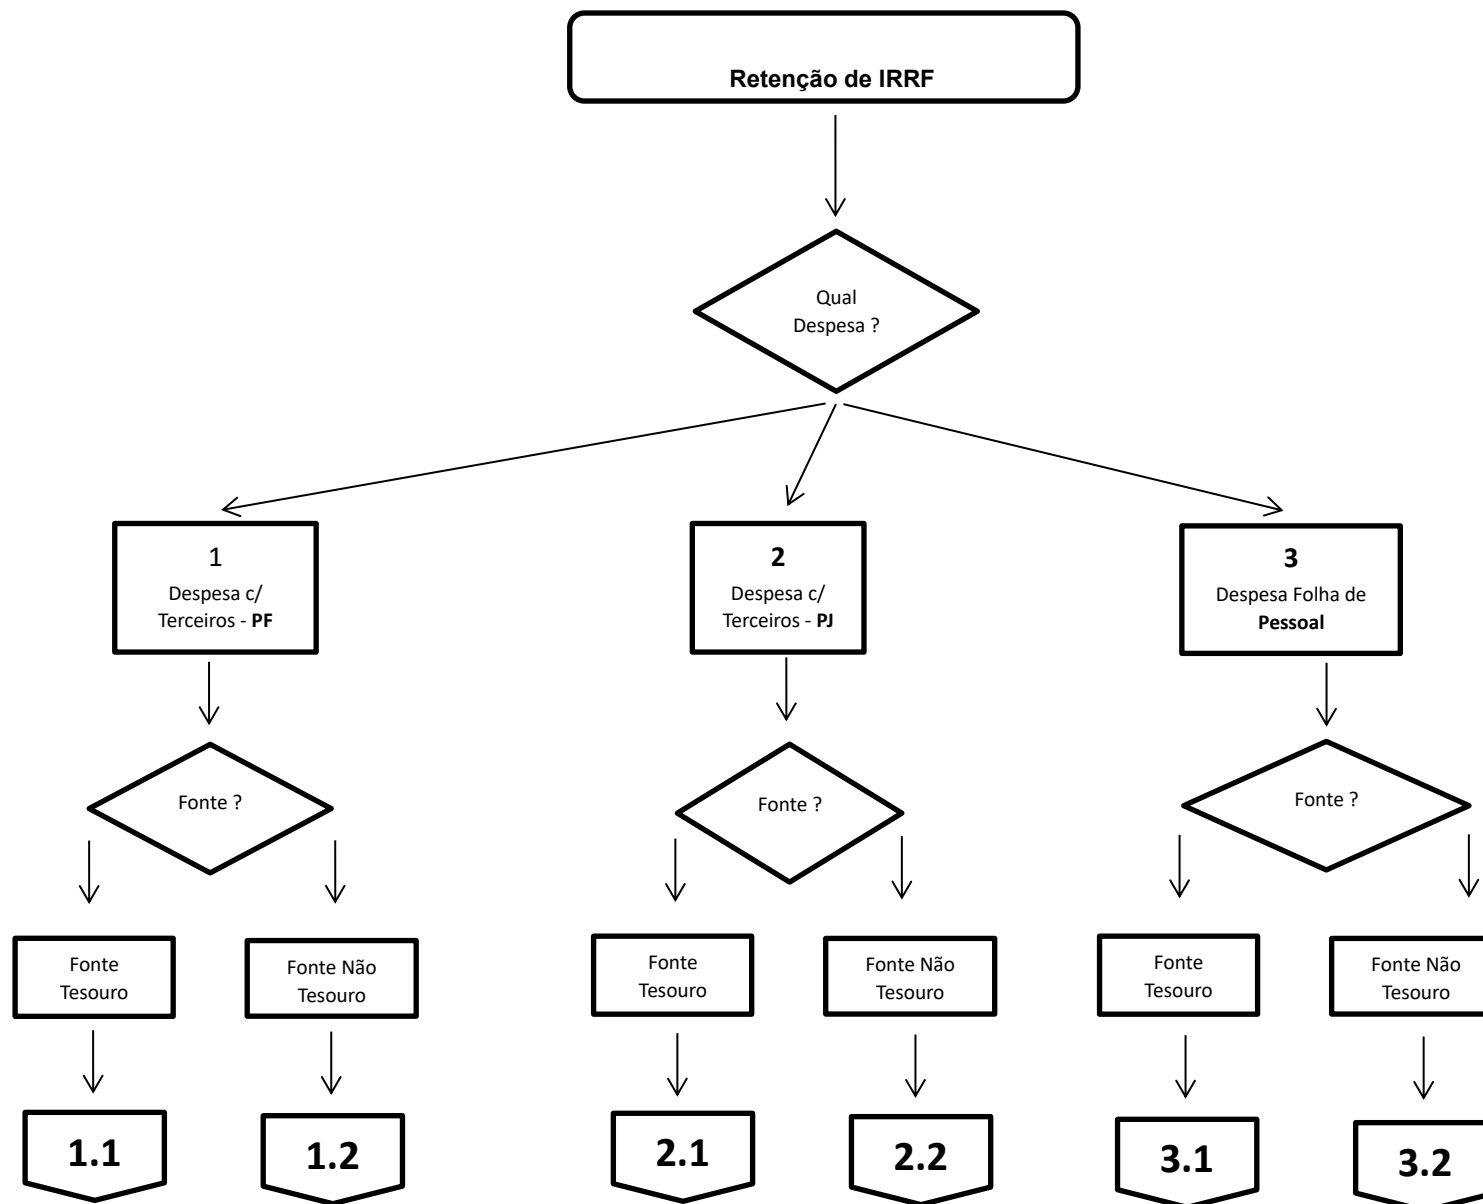 Retenção de IRRF
Qual
Despesa ?
1
Despesa c/
Terceiros - PF
2
Despesa c/
Terceiros - PJ
3
Despesa Folha de
Pessoal
Fonte ?
Fonte ?
Fonte ?
Fonte
Tesouro
Fonte Não
Tesouro
Fonte
Tesouro
Fonte Não
Tesouro
Fonte
Tesouro
Fonte Não
Tesouro
1.1
1.2
2.1
2.2
3.1
3.2